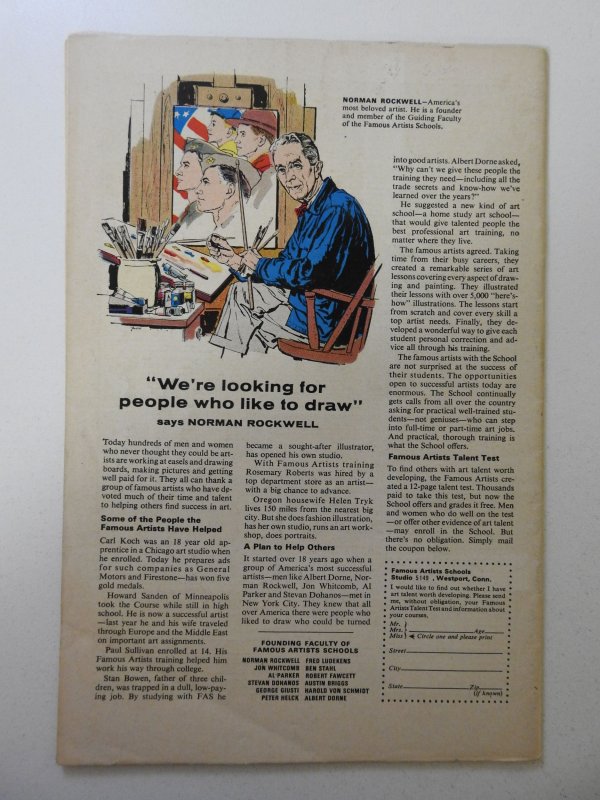 NORMAN ROCKWELL—America's
most beloved artist. He is a founder
and member of the Guiding Faculty
of the Famous Artists Schools.
"We're looking for
people who like to draw"
says NORMAN ROCKWELL
Today hundreds of men and women
who never thought they could be art-
ists are working at easels and drawing
boards, making pictures and getting
well paid for it. They all can thank a
group of famous artists who have de-
voted much of their time and talent
to helping others find success in art.
Some of the People the
Famous Artists Have Helped
Carl Koch was an 18 year old ap-
prentice in a Chicago art studio when
he enrolled. Today he prepares ads
for such companies as General
Motors and Firestone—has won five
gold medals.
Howard Sanden of Minneapolis
took the Course while still in high
school. He is now a successful artist
—last year he and his wife traveled
through Europe and the Middle East
on important art assignments.
Paul Sullivan enrolled at 14. His
Famous Artists training helped him
work his way through college.
Stan Bowen, father of three chil-
dren, was trapped in a dull, low-pay-
ing job. By studying with FAS he
became a sought-after illustrator,
has opened his own studio.
With Famous Artists training
Rosemary Roberts was hired by a
top department store as an artist—
with a big chance to advance.
Oregon housewife Helen Tryk
lives 150 miles from the nearest big
city. But she does fashion illustration,
has her own studio, runs an art work-
shop, does portraits.
A Plan to Help Others
It started over 18 years ago when a
group of America's most successful
artists—men like Albert Dorne, Nor-
man Rockwell, Jon Whitcomb, Al
Parker and Stevan Dohanos—met in
New York City. They knew that all
over America there were people who
liked to draw who could be turned
FOUNDING FACULTY OF
FAMOUS ARTISTS SCHOOLS
NORMAN ROCKWELL FRED LUDEKENS
JON WHITCOMB BEN STAHL
AL PARKER ROBERT FAWCETT
STEVAN DOHANOS AUSTIN BRIGGS
GEORGE GIUSTI HAROLD VON SCHMIDT
PETER HELCK ALBERT DORNE
into good artists. Albert Dorne asked,
"Why can't we give these people the
training they need—including all the
trade secrets and know-how we've
learned over the years?"
He suggested a new kind of art
school—a home study art school—
that would give talented people the
best professional art training, no
matter where they live.
The famous artists agreed. Taking
time from their busy careers, they
created a remarkable series of art
lessons covering every aspect of draw-
ing and painting. They illustrated
their lessons with over 5,000 "here's-
how" illustrations. The lessons start
from scratch and cover every skill a
top artist needs. Finally, they de-
veloped a wonderful way to give each
student personal correction and ad-
vice all through his training.
The famous artists with the School
are not surprised at the success of
their students. The opportunities
open to successful artists today are
enormous. The School continually
gets calls from all over the country
asking for practical well-trained stu-
dents—not geniuses—who can step
into full-time or part-time art jobs.
And practical, thorough training is
what the School offers.
Famous Artists Talent Test
To find others with art talent worth
developing, the Famous Artists cre-
ated a 12-page talent test. Thousands
paid to take this test, but now the
School offers and grades it free. Men
and women who do well on the test
—or offer other evidence of art talent
—may enroll in the School. But
there's no obligation. Simply mail
the coupon below.
Famous Artists Schools
Studio 5149, Westport, Conn.
I would like to find out whether I have
art talent worth developing. Please send
me, without obligation, your Famous
Artists Talent Test and information about
your courses.
Mr.
Mrs. Age
Miss Circle one and please print
Street
City
State Zip
(if known)